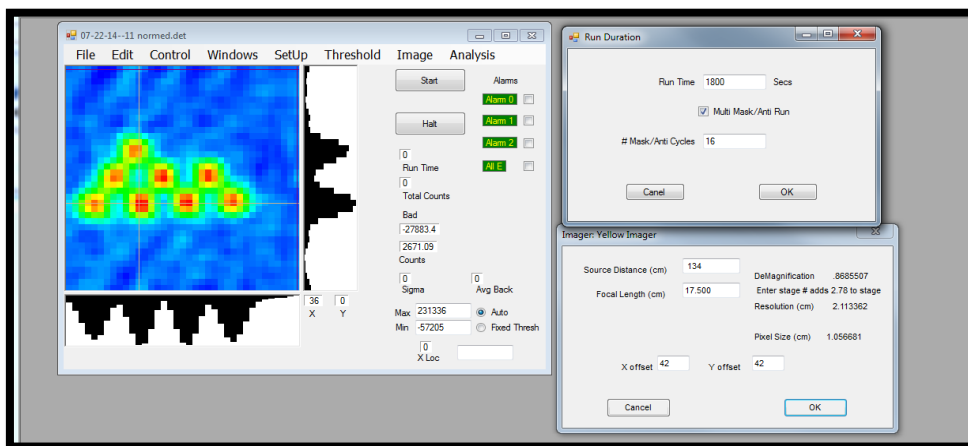 07-22-14--11 normed.det
File Edit Control Windows SetUp Threshold Image Analysis
Start Alarms
Alarm 0
Alarm 1
Halt
Alarm 2
0
Run Time
All E
0
Total Counts
Bad
-27883.4
2671.09
Counts
0 0
Sigma Avg Back
36 0
X Y
Max 231336 Auto
Min -57205 Fixed Thresh
0
X Loc
Run Duration
Run Time 1800 Secs
Multi Mask/Anti Run
# Mask/Anti Cycles 16
Canel OK
Imager: Yellow Imager
Source Distance (cm) 134
DeMagnification .8685507
Focal Length (cm) 17.500
Enter stage # adds 2.78 to stage
Resolution (cm) 2.113362
Pixel Size (cm) 1.056681
X offset 42 Y offset 42
Cancel OK